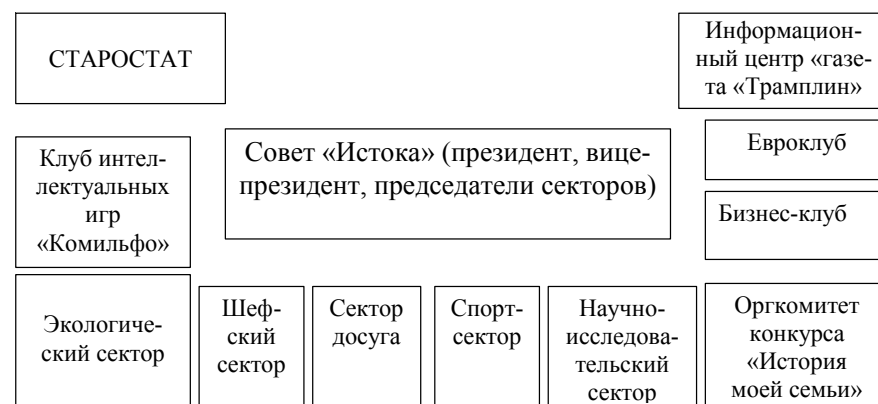 СТАРОСТАТ
Информацион-
ный центр «газе-
та «Трамплин»
Клуб интел-
лектуальных
игр
«Комильфо»
Совет «Истока» (президент, вице-
президент, председатели секторов)
Евроклуб
Бизнес-клуб
Экологиче-
ский сектор
Шеф-
ский
сектор
Сектор
досуга
Спорт-
сектор
Научно-
исследова-
тельский
сектор
Оргкомитет
конкурса
«История
моей семьи»